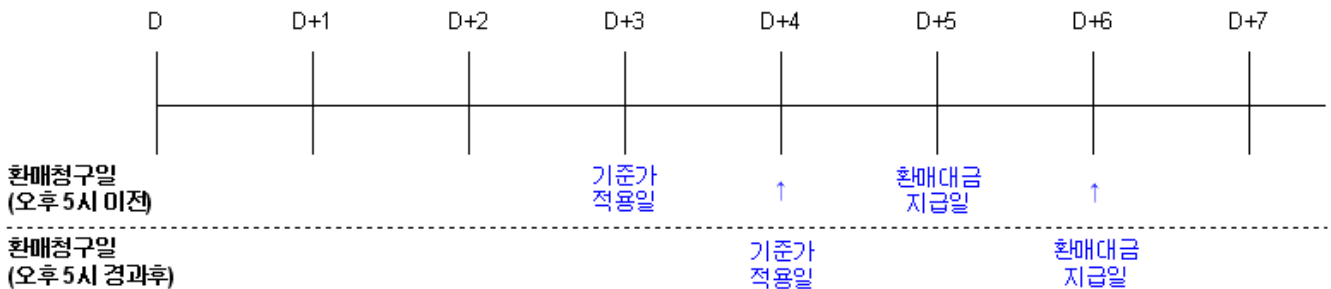 D D+1 D+2 D+3 D+4 D+5 D+6 D+7
환매청구일
(오후 5시 이전)
기준가
적용일
↑
환매대금
지급일
↑
환매청구일
(오후 5시 경과후)
기준가
적용일
환매대금
지급일